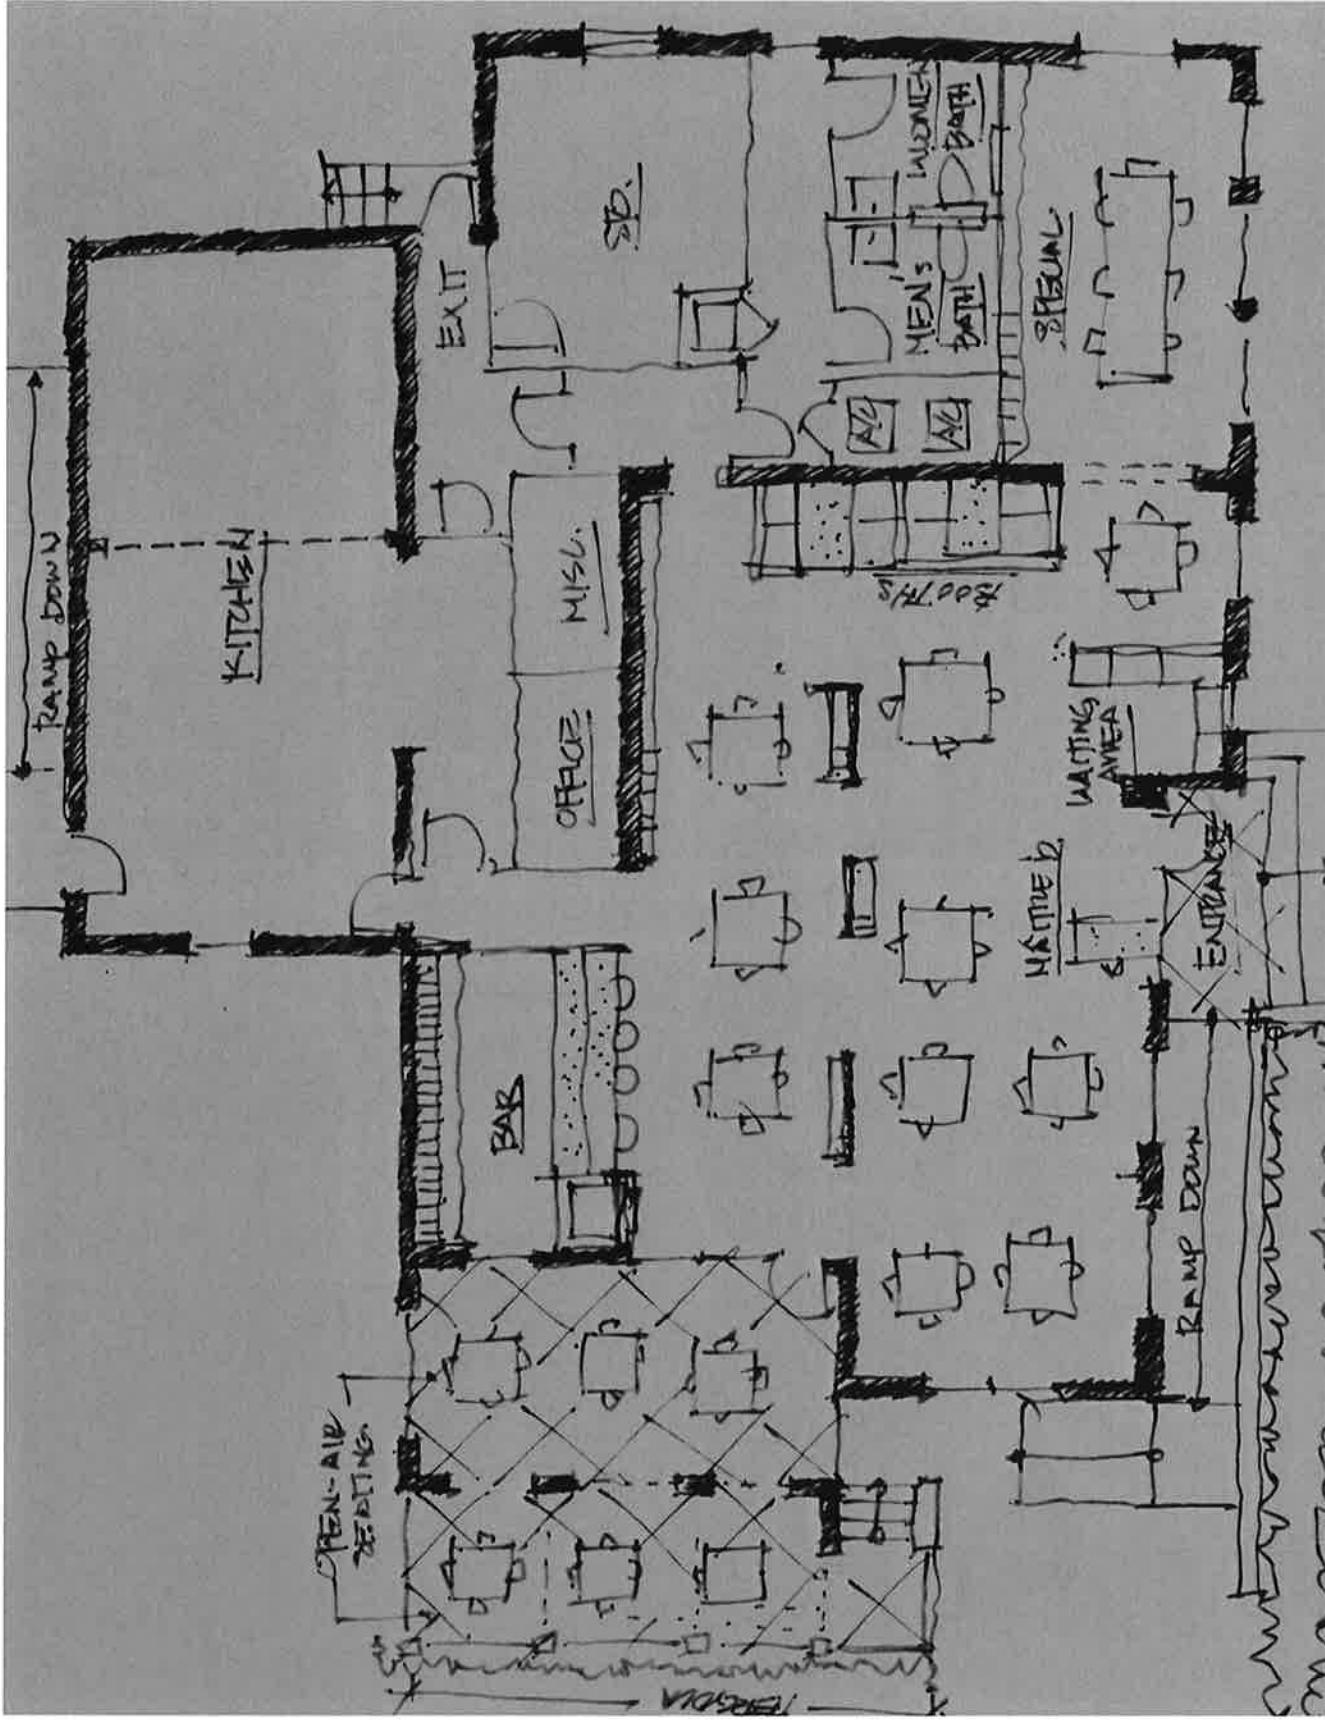 RAMP DOWN
KITCHEN
OPEN-AIR
SEATING
EXIT
BAR
OFFICE
MISC.
STO.
PERGOLA
BOOTHS
A/C
A/C
MEN'S
BATH
WOMEN
BATH
MAITRE'D
WAITING
AREA
SPECIAL
RAMP DOWN
ENTRANCE